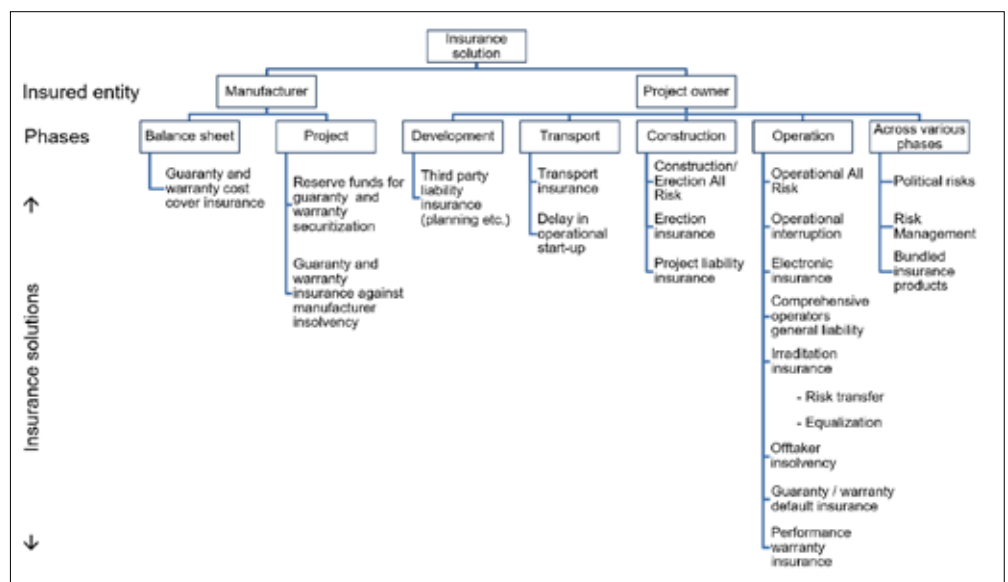 Insurance
solution
Insured entity
Manufacturer
Project owner
Phases
Balance sheet
Project
Development
Transport
Construction
Operation
Across various
phases
Guaranty and
warranty cost
cover insurance
Reserve funds for
guaranty and
warranty
securitization
Guaranty and
warranty
insurance against
manufacturer
insolvency
Third party
liability
insurance
(planning etc.)
Transport
insurance
Delay in
operational
start-up
Construction/
Erection All
Risk
Erection
insurance
Project liability
insurance
Operational All
Risk
Operational
interruption
Electronic
insurance
Comprehensive
operators
general liability
Irraditation
insurance
- Risk transfer
- Equalization
Offtaker
insolvency
Guaranty / warranty
default insurance
Performance
warranty
insurance
Political risks
Risk
Management
Bundled
insurance
products
Insurance solutions